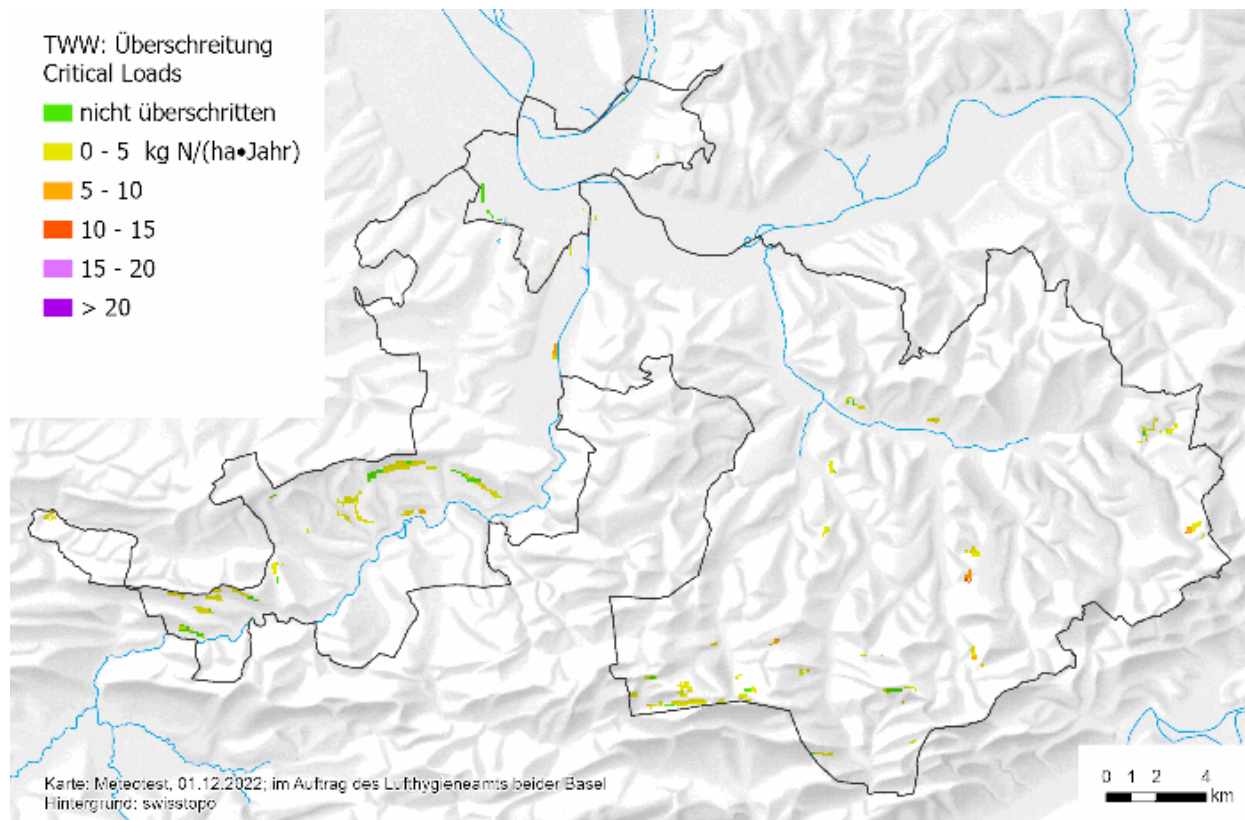 TWW: Überschreitung
Critical Loads
nicht überschritten
0 - 5 kg N/(ha•Jahr)
5 - 10
10 - 15
15 - 20
> 20
Karte: Meteotest, 01.12.2022; im Auftrag des Lufthygieneamts beider Basel
Hintergrund: swisstopo
0 1 2 4
km